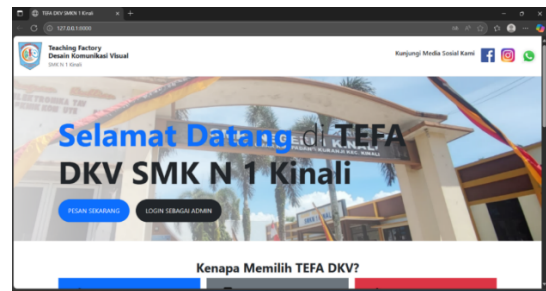 TEFA DKV SMKN 1 Kinali
127.0.0.1:8000
Teaching Factory
Desain Komunikasi Visual
SMK N 1 Kinali
Kunjungi Media Sosial Kami
Selamat Datang di TEFA
DKV SMK N 1 Kinali
PESAN SEKARANG
LOGIN SEBAGAI ADMIN
Kenapa Memilih TEFA DKV?